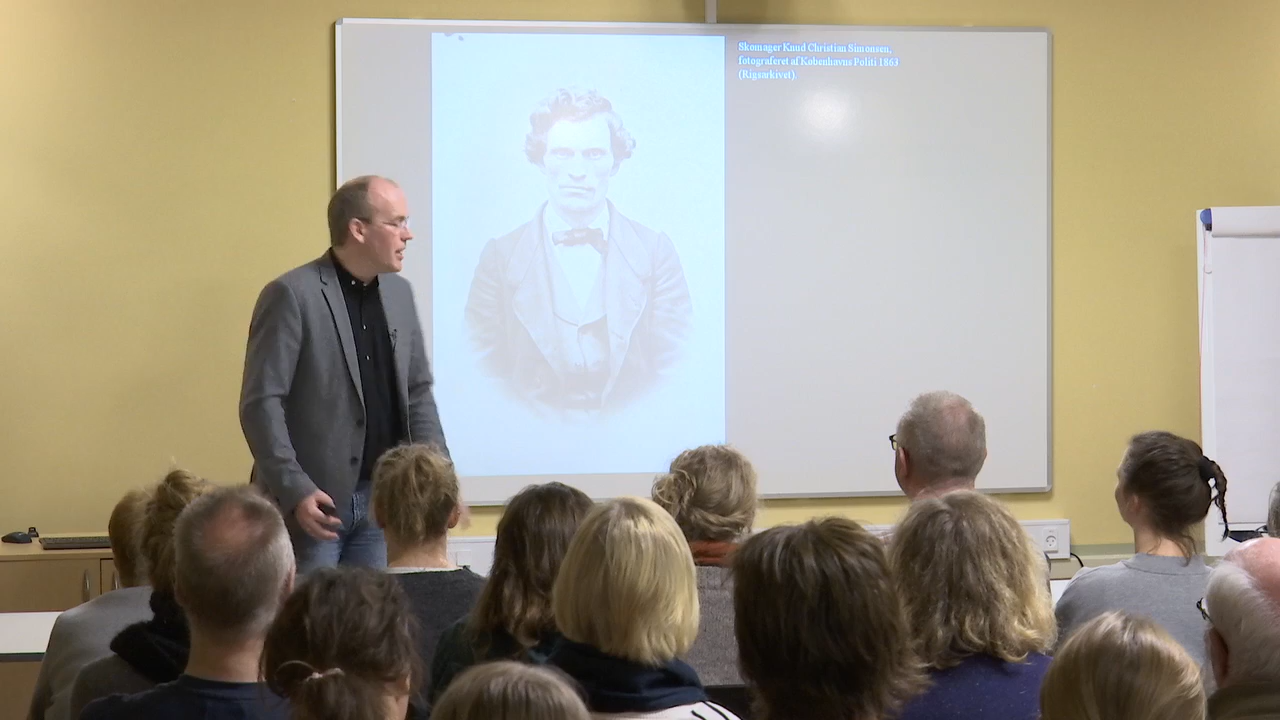 Skomager Knud Christian Simonsen,
fotograferet af Københavns Politi 1863
(Rigsarkivet).